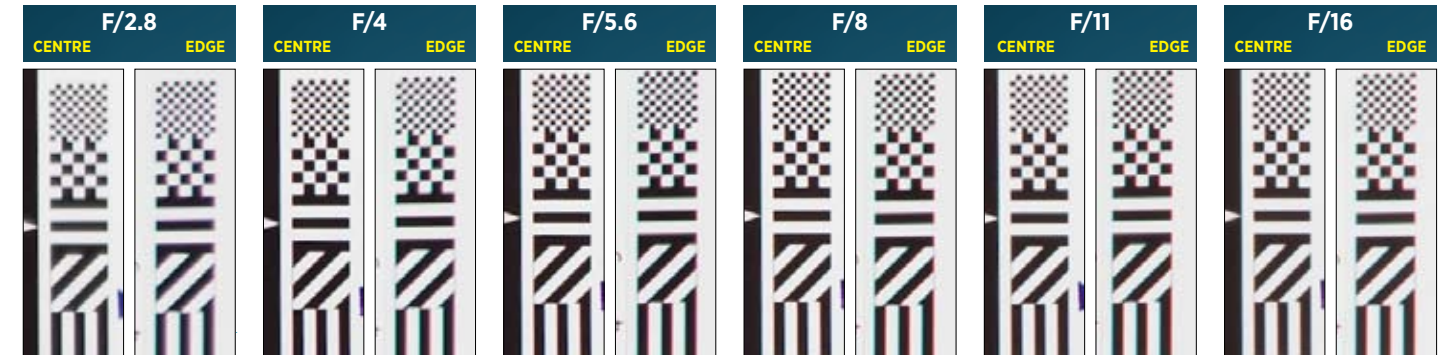 F/2.8
CENTRE EDGE
F/4
CENTRE EDGE
F/5.6
CENTRE EDGE
F/8
CENTRE EDGE
F/11
CENTRE EDGE
F/16
CENTRE EDGE